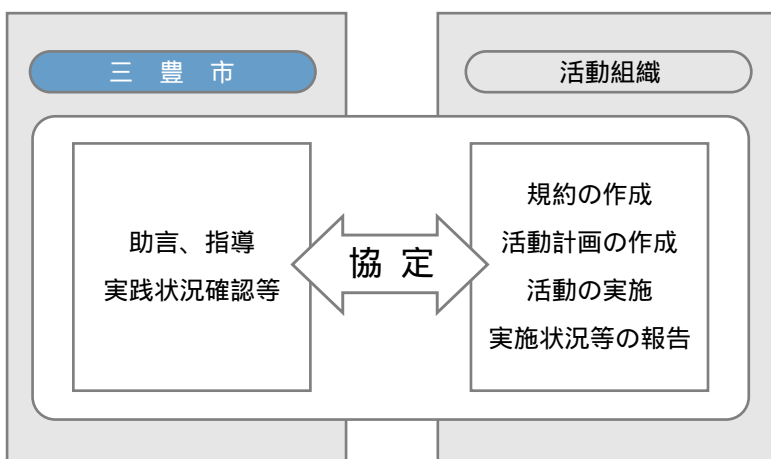 三豊市
助言、指導
実践状況確認等
協定
活動組織
規約の作成
活動計画の作成
活動の実施
実施状況等の報告